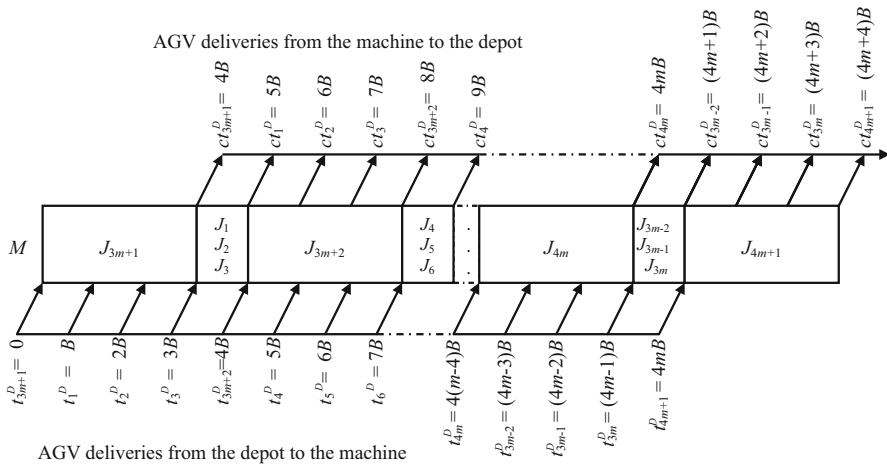 AGV deliveries from the machine to the depot
ct^D_{3m+1} = 4B
ct^D_1 = 5B
ct^D_2 = 6B
ct^D_3 = 7B
ct^D_{3m+2} = 8B
ct^D_4 = 9B
ct^D_{4m} = 4mB
ct^D_{3m-2} = (4m+1)B
ct^D_{3m-1} = (4m+2)B
ct^D_{3m} = (4m+3)B
ct^D_{4m+1} = (4m+4)B
M
J_{3m+1}
J_1
J_2
J_3
J_{3m+2}
J_4
J_5
J_6
J_{4m}
J_{3m-2}
J_{3m-1}
J_{3m}
J_{4m+1}
t^D_{3m+1} = 0
t^D_1 = B
t^D_2 = 2B
t^D_3 = 3B
t^D_{3m+2} = 4B
t^D_4 = 5B
t^D_5 = 6B
t^D_6 = 7B
t^D_{4m} = 4(m-4)B
t^D_{3m-2} = (4m-3)B
t^D_{3m-1} = (4m-2)B
t^D_{3m} = (4m-1)B
t^D_{4m+1} = 4mB
AGV deliveries from the depot to the machine